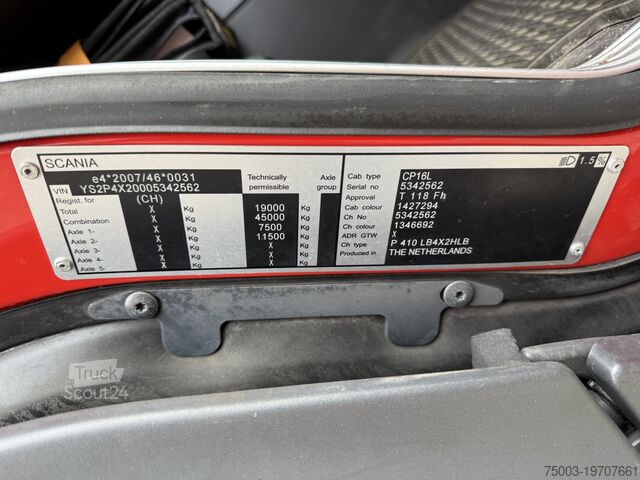 SCANIA
e4*2007/46*0031
VIN YS2P4X20005342562
Register for (CH) Technically permissible Axle group
Total X Kg 19000 Kg X
Combination X Kg 45000 Kg X
Axle 1- X Kg 7500 Kg X
Axle 2- X Kg 11500 Kg X
Axle 3- X Kg X Kg X
Axle 4- X Kg X Kg X
Axle 5- X Kg X Kg
1.5%
Cab type CP16L
Serial no 5342562
Approval T 118 Fh
Cab colour 1427294
Ch No 5342562
Ch colour 1346692
ADR GTW X
Ch type P 410 LB4X2HLB
Produced in THE NETHERLANDS
Truck
Scout24
75003-19707661